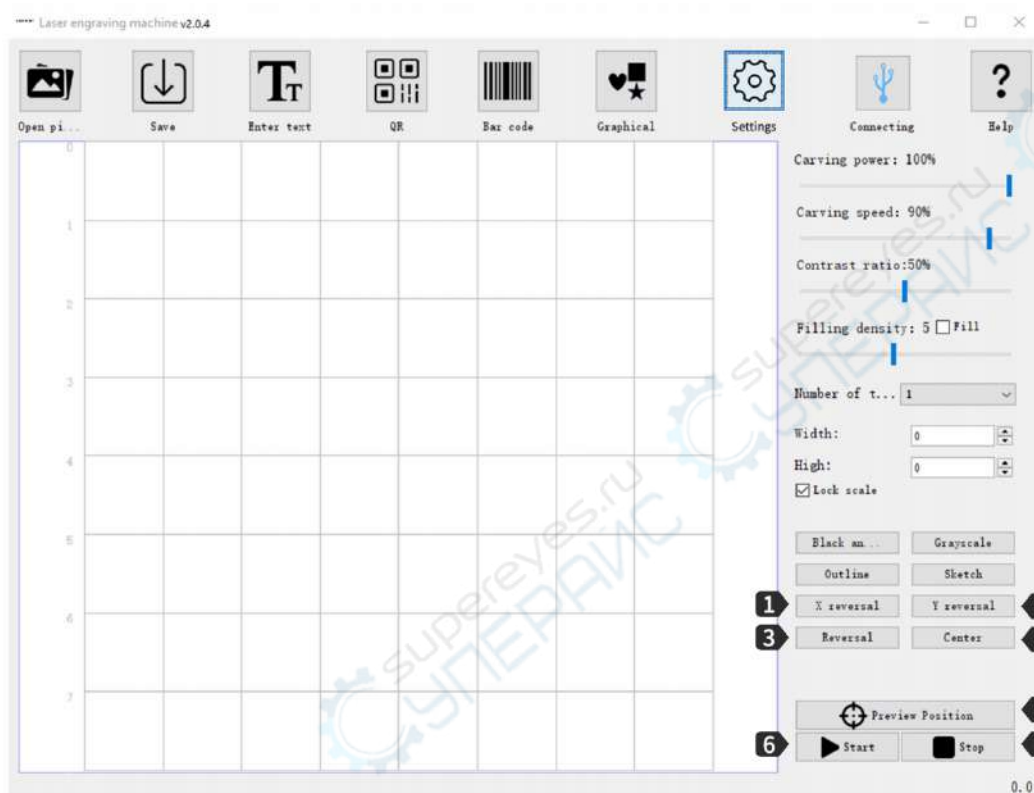 Laser engraving machine v2.0.4
Open pi... Save Enter text QR Bar code Graphical Settings Connecting Help
0
1
2
3
4
5
6
7
Carving power: 100%
Carving speed: 90%
Contrast ratio:50%
Filling density: 5 Fill
Number of t... 1
Width: 0
High: 0
Lock scale
Black an... Grayscale
Outline Sketch
1 X reversal Y reversal
3 Reversal Center
Preview Position
6 Start Stop
0.0
supereyes.ru
СУПЕРАЙС
supereyes.ru
СУПЕРАЙС